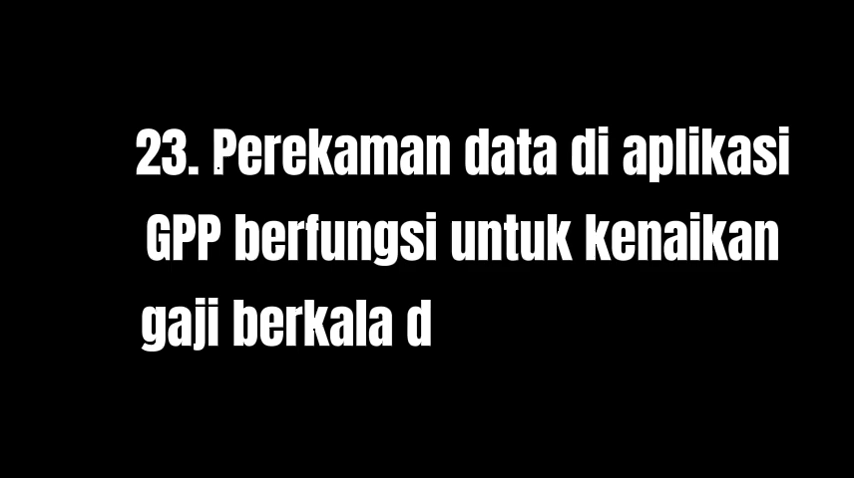 23. Perekaman data di aplikasi
GPP berfungsi untuk kenaikan
gaji berkala d